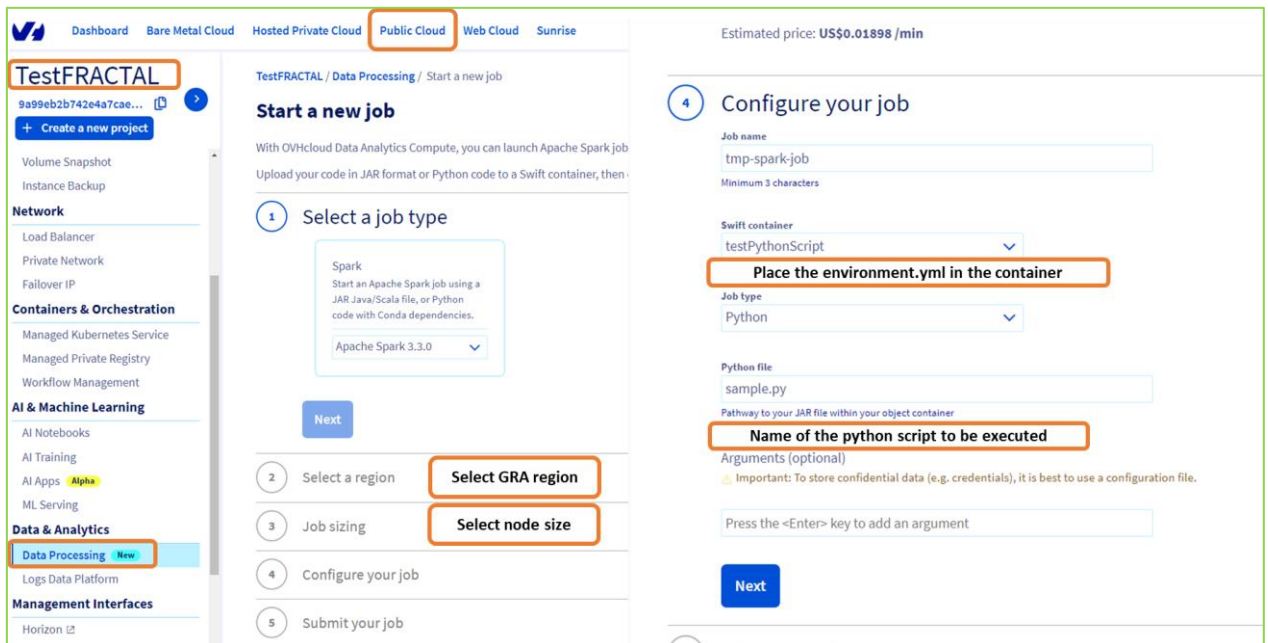 Dashboard Bare Metal Cloud Hosted Private Cloud Public Cloud Web Cloud Sunrise
TestFRACTAL
9a99eb2b742e4a7cae...
+ Create a new project
Volume Snapshot
Instance Backup
Network
Load Balancer
Private Network
Failover IP
Containers & Orchestration
Managed Kubernetes Service
Managed Private Registry
Workflow Management
AI & Machine Learning
AI Notebooks
AI Training
AI Apps Alpha
ML Serving
Data & Analytics
Data Processing New
Logs Data Platform
Management Interfaces
Horizon
TestFRACTAL / Data Processing / Start a new job
Start a new job
With OVHcloud Data Analytics Compute, you can launch Apache Spark job
Upload your code in JAR format or Python code to a Swift container, then
1 Select a job type
Spark
Start an Apache Spark job using a
JAR Java/Scala file, or Python
code with Conda dependencies.
Apache Spark 3.3.0
Next
2 Select a region Select GRA region
3 Job sizing Select node size
4 Configure your job
5 Submit your job
Estimated price: US$0.01898 /min
4 Configure your job
Job name
tmp-spark-job
Minimum 3 characters
Swift container
testPythonScript
Place the environment.yml in the container
Job type
Python
Python file
sample.py
Pathway to your JAR file within your object container
Name of the python script to be executed
Arguments (optional)
Important: To store confidential data (e.g. credentials), it is best to use a configuration file.
Press the <Enter> key to add an argument
Next